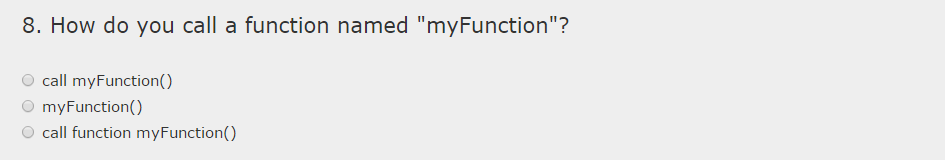 8. How do you call a function named "myFunction"?
call myFunction()
myFunction()
call function myFunction()